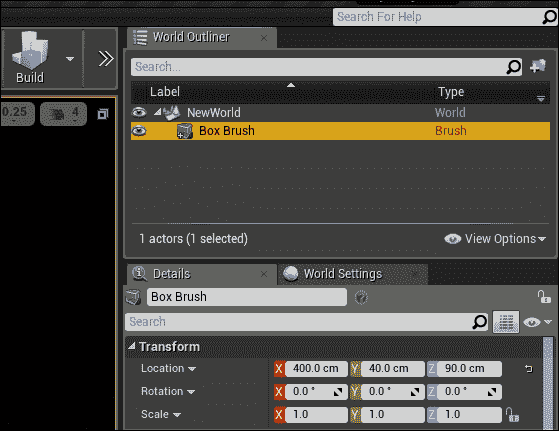 Search For Help
World Outliner
Build
Search...
Label Type
0.25 4
NewWorld World
Box Brush Brush
1 actors (1 selected) View Options
Details World Settings
Box Brush
Search
Transform
Location X 400.0 cm Y 40.0 cm Z 90.0 cm
Rotation X 0.0 ° Y 0.0 ° Z 0.0 °
Scale X 1.0 Y 1.0 Z 1.0